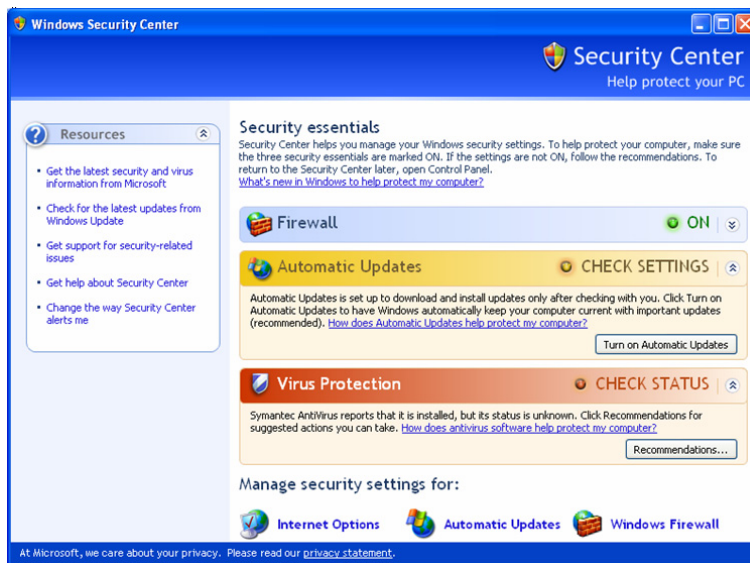 Windows Security Center
Security Center
Help protect your PC
Resources
Get the latest security and virus
information from Microsoft
Check for the latest updates from
Windows Update
Get support for security-related
issues
Get help about Security Center
Change the way Security Center
alerts me
Security essentials
Security Center helps you manage your Windows security settings. To help protect your computer, make sure
the three security essentials are marked ON. If the settings are not ON, follow the recommendations. To
return to the Security Center later, open Control Panel.
What's new in Windows to help protect my computer?
Firewall ON
Automatic Updates CHECK SETTINGS
Automatic Updates is set up to download and install updates only after checking with you. Click Turn on
Automatic Updates to have Windows automatically keep your computer current with important updates
(recommended). How does Automatic Updates help protect my computer?
Turn on Automatic Updates
Virus Protection CHECK STATUS
Symantec AntiVirus reports that it is installed, but its status is unknown. Click Recommendations for
suggested actions you can take. How does antivirus software help protect my computer?
Recommendations...
Manage security settings for:
Internet Options Automatic Updates Windows Firewall
At Microsoft, we care about your privacy. Please read our privacy statement.